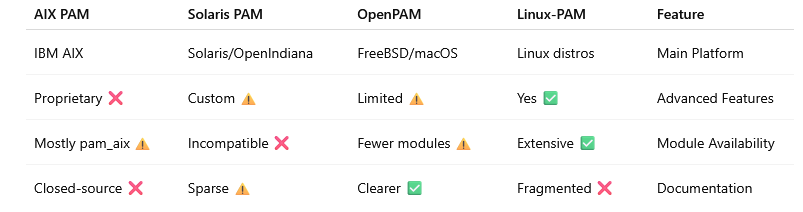 AIX PAM Solaris PAM OpenPAM Linux-PAM Feature
IBM AIX Solaris/OpenIndiana FreeBSD/macOS Linux distros Main Platform
Proprietary ❌ Custom ⚠️ Limited ⚠️ Yes ✅ Advanced Features
Mostly pam_aix ⚠️ Incompatible ❌ Fewer modules ⚠️ Extensive ✅ Module Availability
Closed-source ❌ Sparse ⚠️ Clearer ✅ Fragmented ❌ Documentation